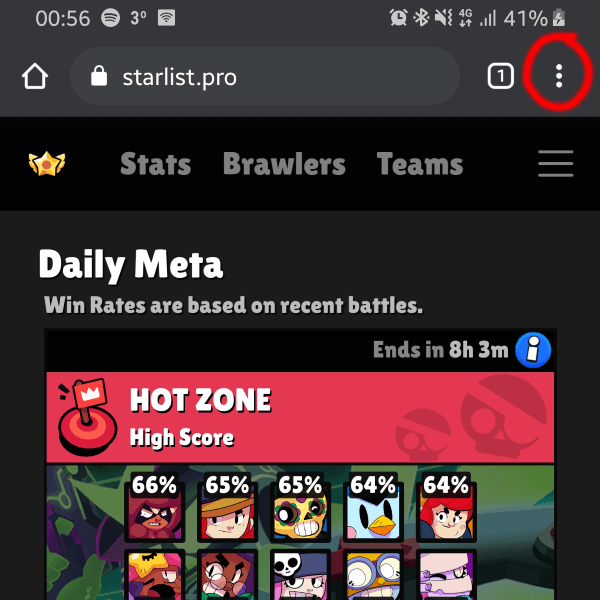 00:56 3° 4G 41%
starlist.pro 1
Stats Brawlers Teams
Daily Meta
Win Rates are based on recent battles.
Ends in 8h 3m i
HOT ZONE
High Score
66% 65% 65% 64% 64%